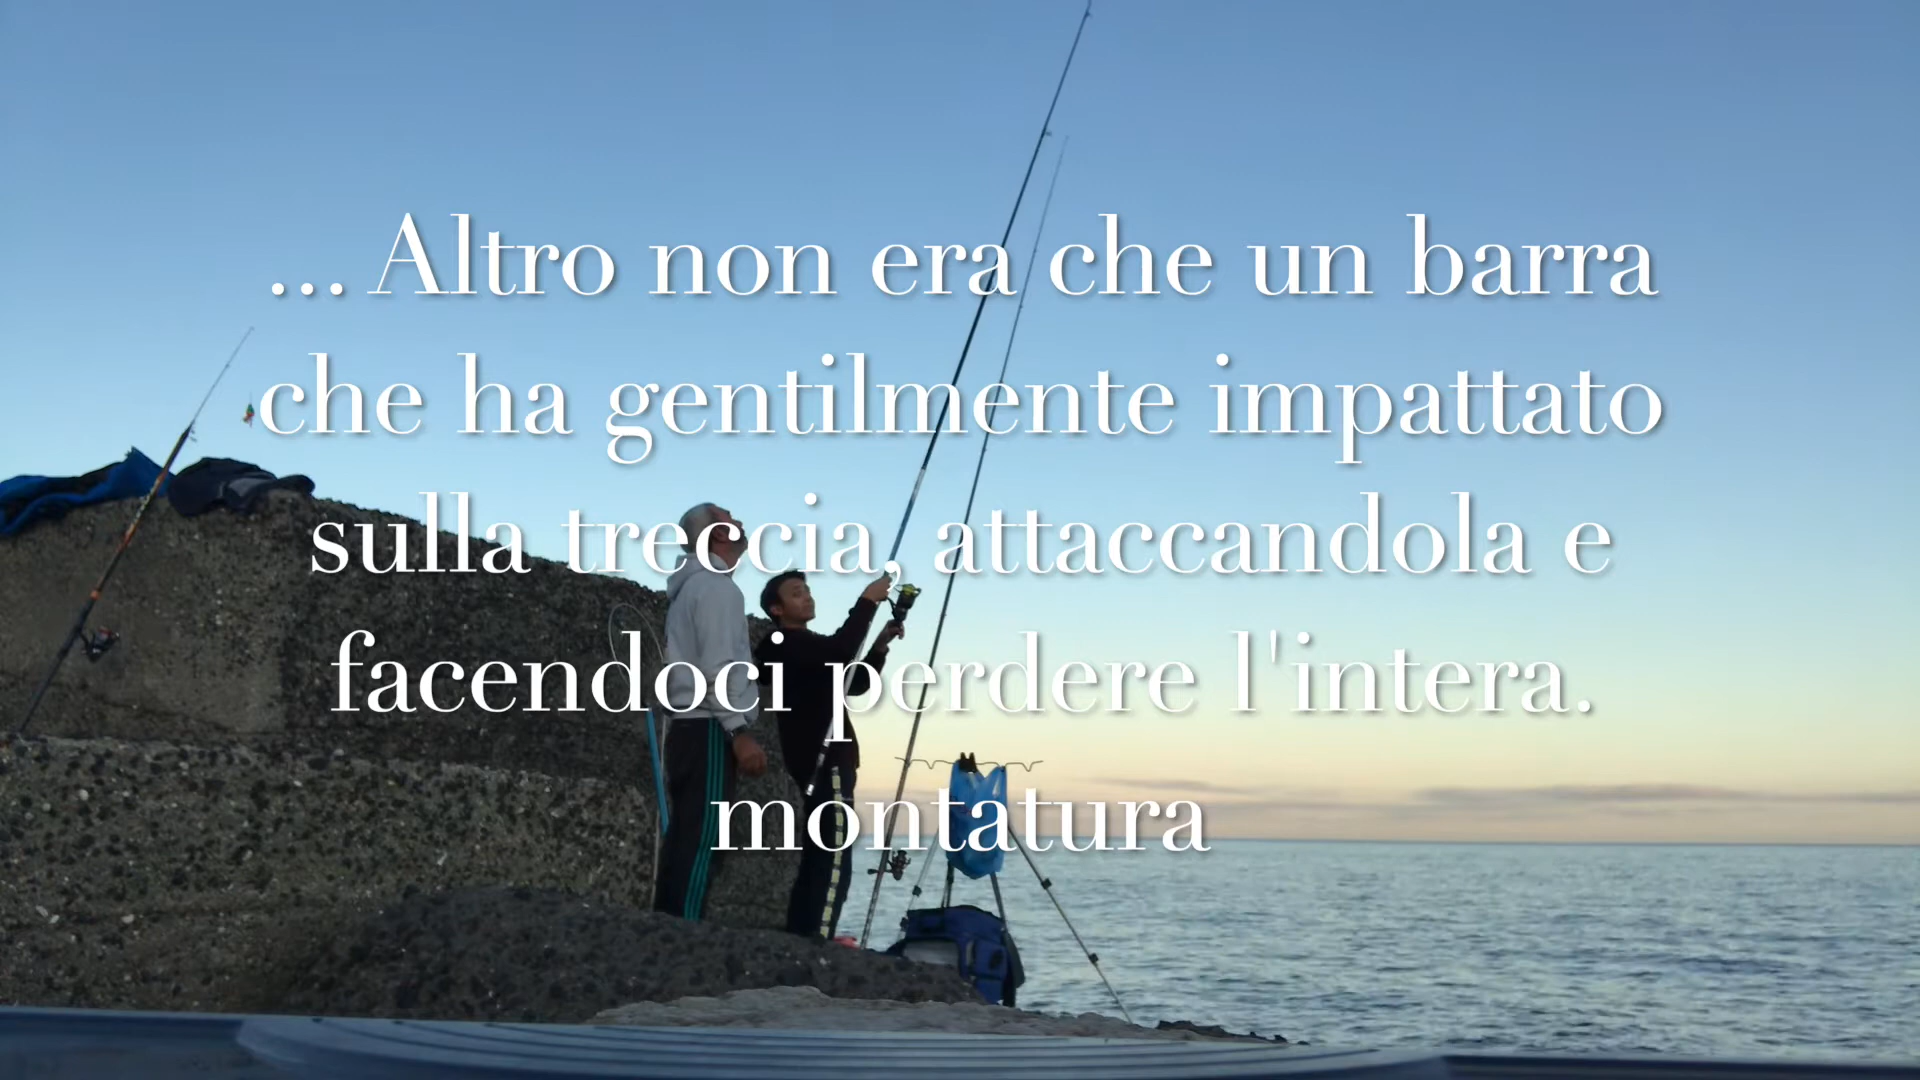 ... Altro non era che un barra
che ha gentilmente impattato
sulla treccia, attaccandola e
facendoci perdere l'intera.
montatura